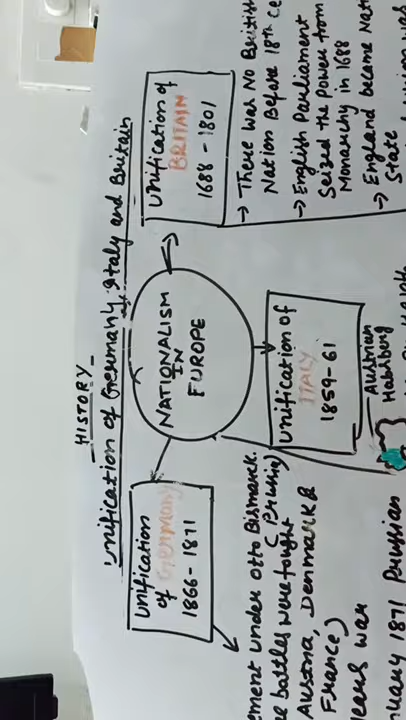 HISTORY
Unification of Germany, Italy and Britain
NATIONALISM
IN
EUROPE
Unification
of Germany
1866 - 1871
Unification of
ITALY
1859-61
Unification of
BRITAIN
1688 - 1801
→ There was No British
Nation Before 18th Ce
→ English Parliament
Seized the Power from
Monarchy in 1688
→ England became Nat
State
under Otto Bismarck.
(Prussia)
battles were fought
Austria, Denmark &
France)
was
1871 Prussian
Austrian
Habsburg